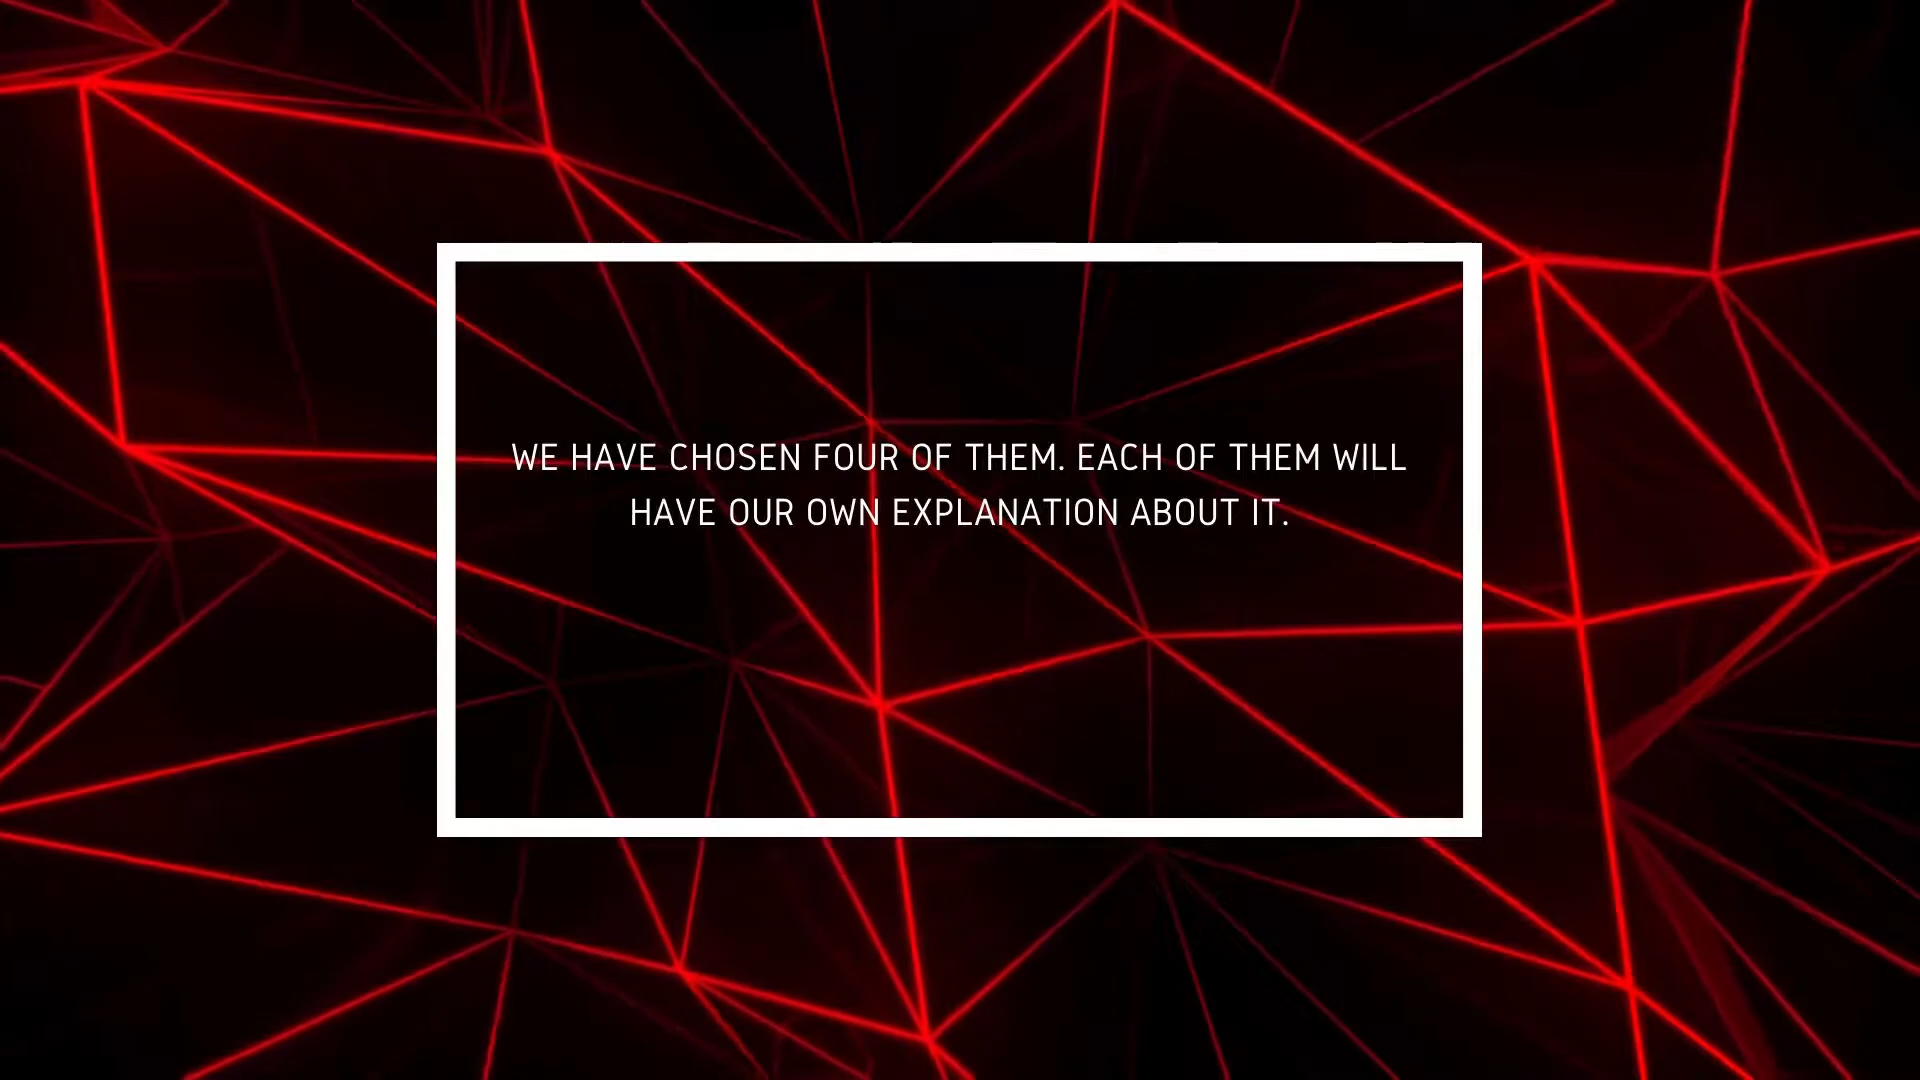 WE HAVE CHOSEN FOUR OF THEM. EACH OF THEM WILL
HAVE OUR OWN EXPLANATION ABOUT IT.